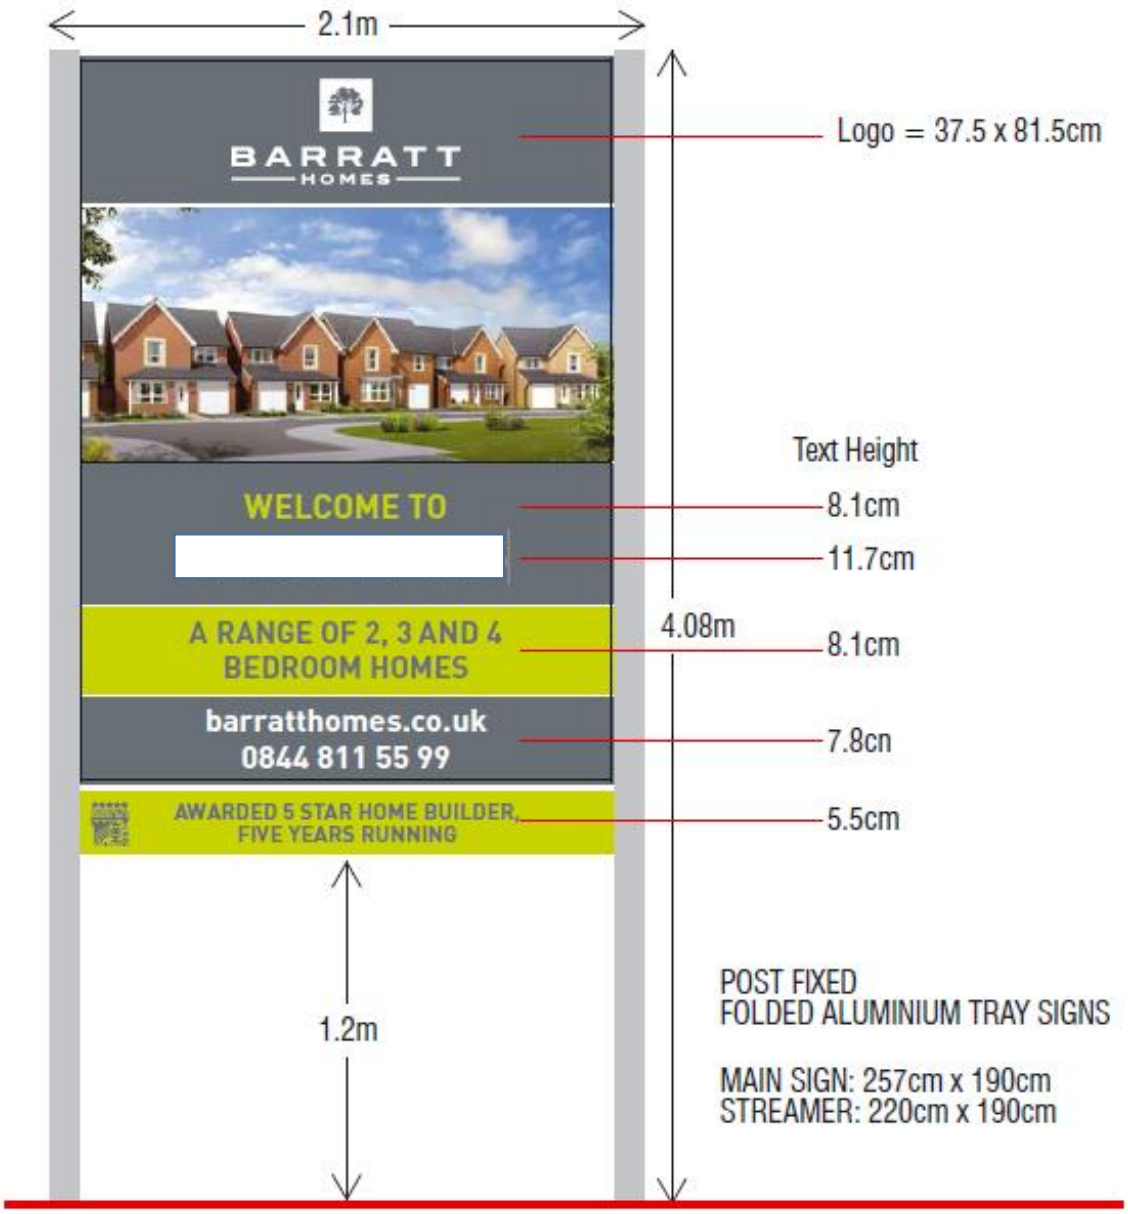 2.1m
BARRATT
HOMES
Logo = 37.5 x 81.5cm
Text Height
WELCOME TO
8.1cm
11.7cm
A RANGE OF 2, 3 AND 4
BEDROOM HOMES
4.08m
8.1cm
barratthomes.co.uk
0844 811 55 99
7.8cn
AWARDED 5 STAR HOME BUILDER,
FIVE YEARS RUNNING
5.5cm
1.2m
POST FIXED
FOLDED ALUMINIUM TRAY SIGNS
MAIN SIGN: 257cm x 190cm
STREAMER: 220cm x 190cm